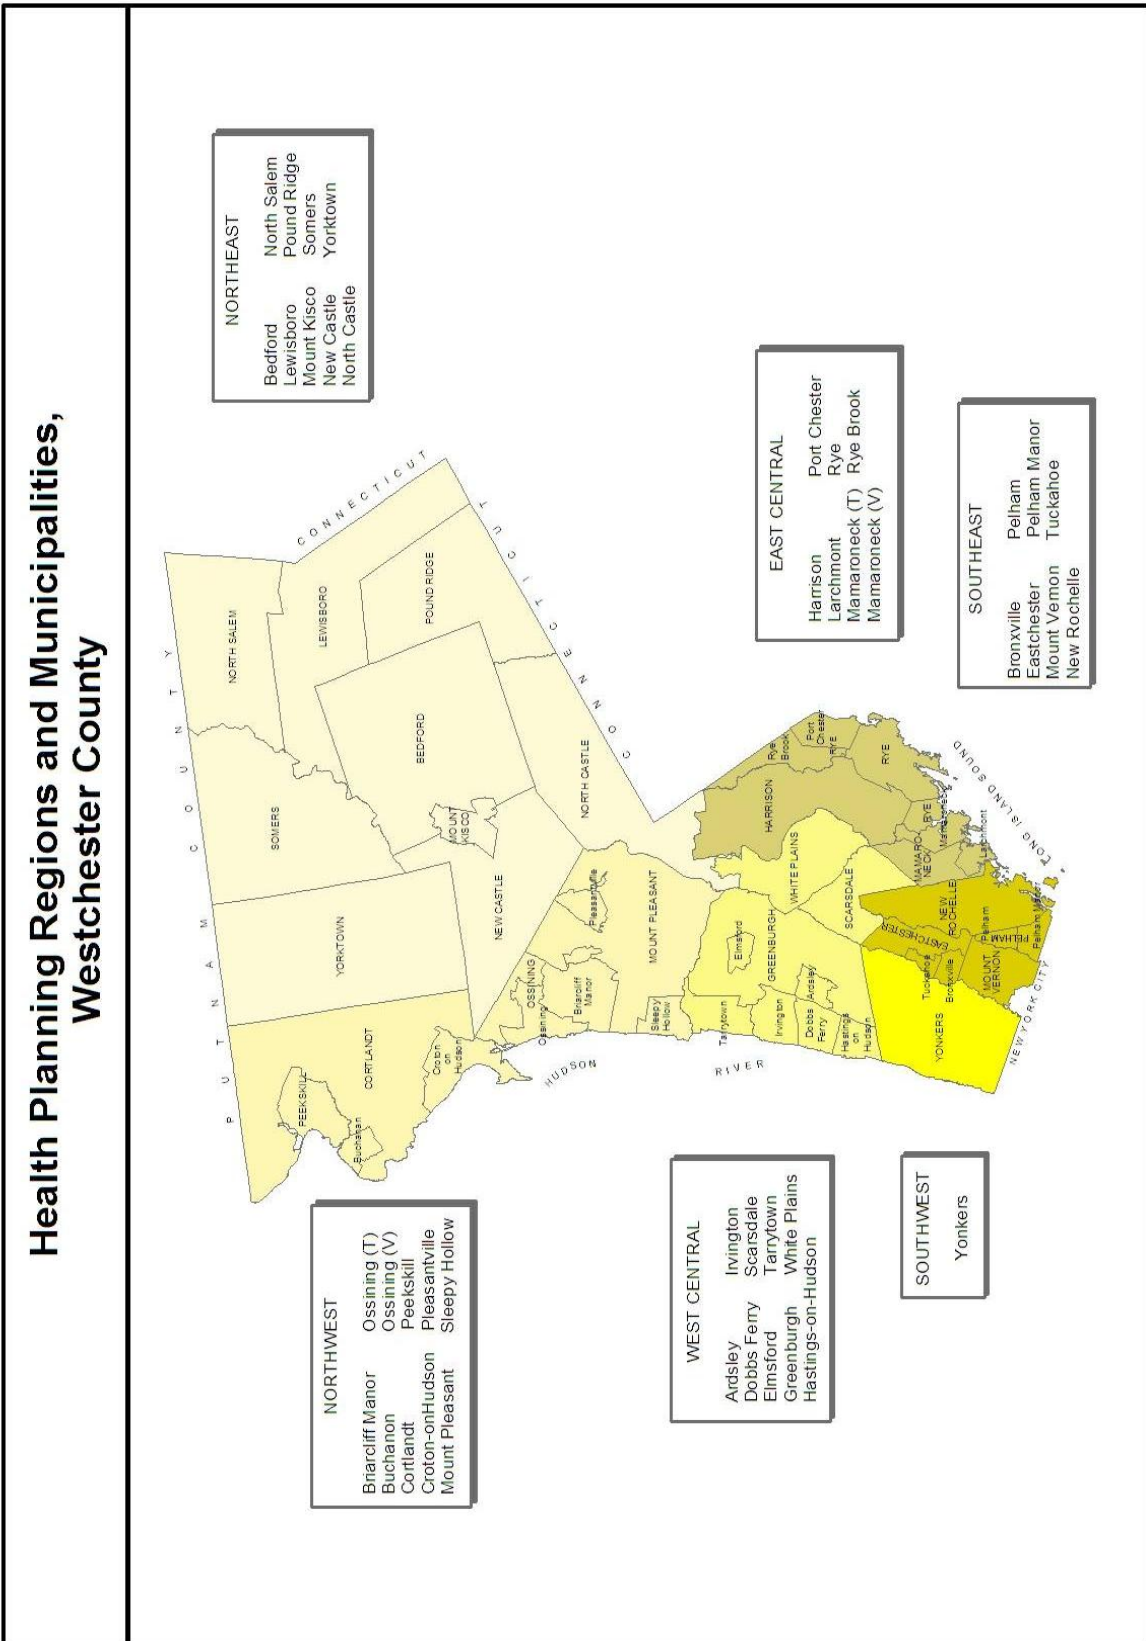 Health Planning Regions and Municipalities,
Westchester County
NORTHWEST
Briarcliff Manor Ossining (T)
Buchanon Ossining (V)
Cortlandt Peekskill
Croton-onHudson Pleasantville
Mount Pleasant Sleepy Hollow
NORTHEAST
Bedford North Salem
Lewisboro Pound Ridge
Mount Kisco Somers
New Castle Yorktown
North Castle
WEST CENTRAL
Ardsley Irvington
Dobbs Ferry Scarsdale
Elmsford Tarrytown
Greenburgh White Plains
Hastings-on-Hudson
EAST CENTRAL
Harrison Port Chester
Larchmont Rye
Mamaroneck (T) Rye Brook
Mamaroneck (V)
SOUTHWEST
Yonkers
SOUTHEAST
Bronxville Pelham
Eastchester Pelham Manor
Mount Vernon Tuckahoe
New Rochelle
PUTNAM COUNTY
CONNECTICUT
CONNECTICUT
NORTH SALEM
SOMERS
YORKTOWN
LEWISBORO
PEEKSKILL
CORTLANDT
Buchanan
Croton
on
Hudson
BEDFORD
POUND RIDGE
MOUNT
KISCO
NEW CASTLE
NORTH CASTLE
OSSINING
Ossining
Briarcliff
Manor
Pleasantville
MOUNT PLEASANT
Sleepy
Hollow
HUDSON
RIVER
Tarrytown
Elmsford
GREENBURGH
Irvington
Dobbs
Ferry
Ardsley
Hastings
on
Hudson
WHITE PLAINS
SCARSDALE
HARRISON
Rye
Brook
Port
Chester
RYE
RYE
RYE
MAMARO-
NECK
Mamaroneck
Larchmont
LONG ISLAND SOUND
YONKERS
EASTCHESTER
Tuckahoe
Bronxville
NEW
ROCHELLE
MOUNT
VERNON
Pelham
PELHAM
Pelham Manor
NEW YORK CITY